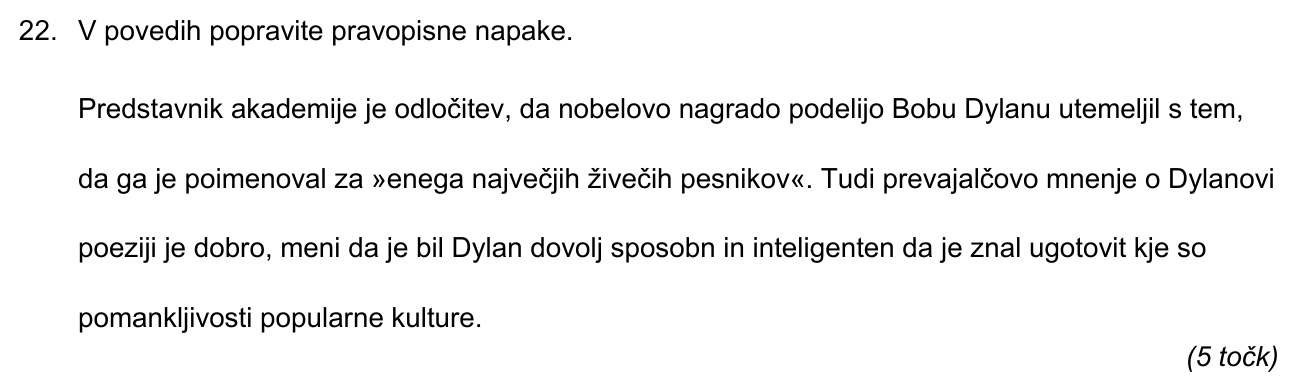 22. V povedih popravite pravopisne napake.
Predstavnik akademije je odločitev, da nobelovo nagrado podelijo Bobu Dylanu utemeljil s tem,
da ga je poimenoval za »enega največjih živečih pesnikov«. Tudi prevajalčovo mnenje o Dylanovi
poeziji je dobro, meni da je bil Dylan dovolj sposobn in inteligenten da je znal ugotovit kje so
pomankljivosti popularne kulture.
(5 točk)